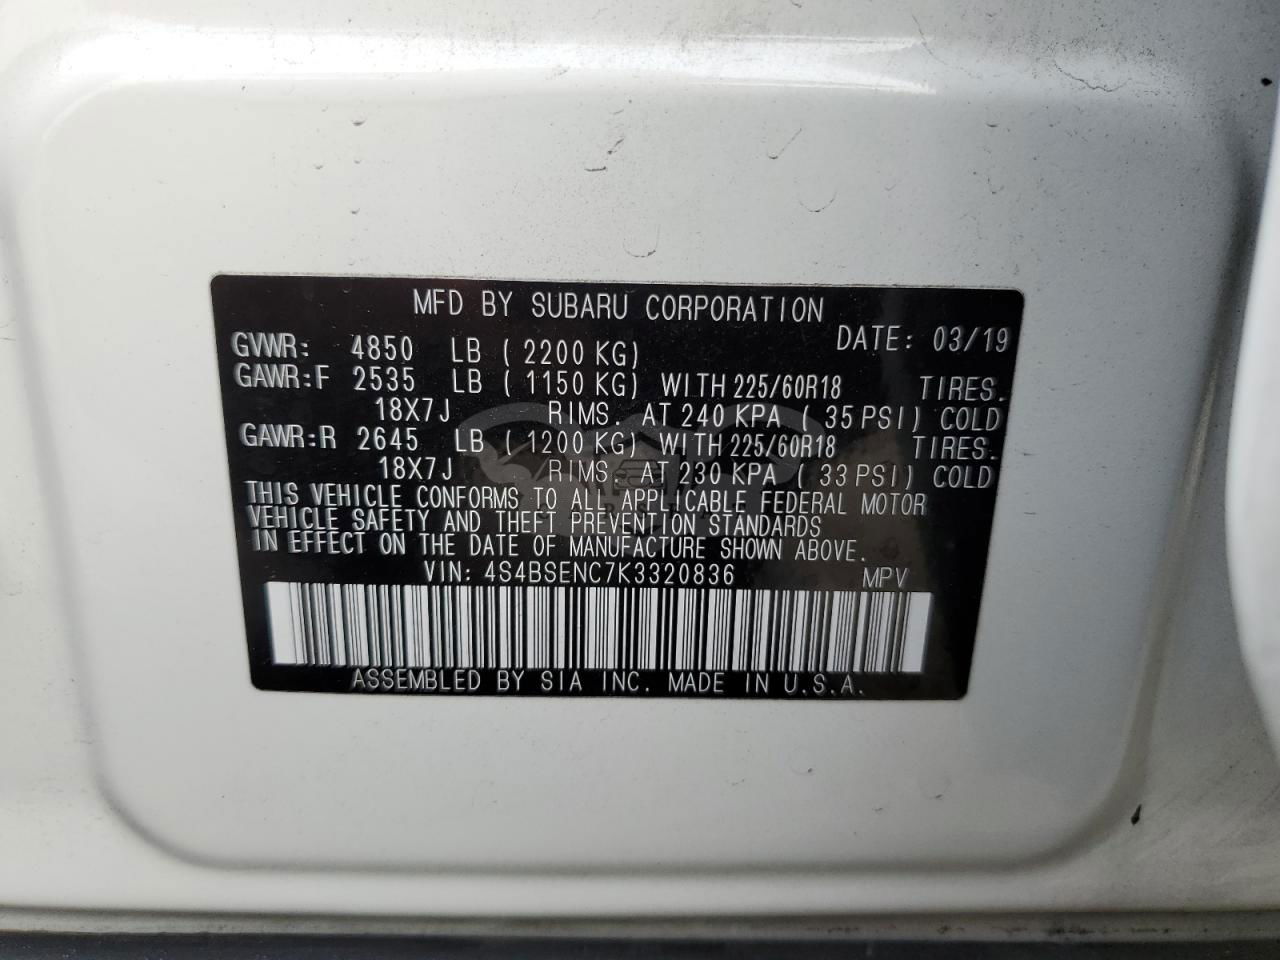 MFD BY SUBARU CORPORATION
DATE: 03/19
GVWR: 4850 LB (2200 KG)
GAWR:F 2535 LB (1150 KG) WITH 225/60R18 TIRES.
18X7J RIMS. AT 240 KPA (35 PSI) COLD
GAWR:R 2645 LB (1200 KG) WITH 225/60R18 TIRES.
18X7J RIMS. AT 230 KPA (33 PSI) COLD
THIS VEHICLE CONFORMS TO ALL APPLICABLE FEDERAL MOTOR
VEHICLE SAFETY AND THEFT PREVENTION STANDARDS
IN EFFECT ON THE DATE OF MANUFACTURE SHOWN ABOVE.
VIN: 4S4BSENC7K3320836 MPV
ASSEMBLED BY SIA INC. MADE IN U.S.A.